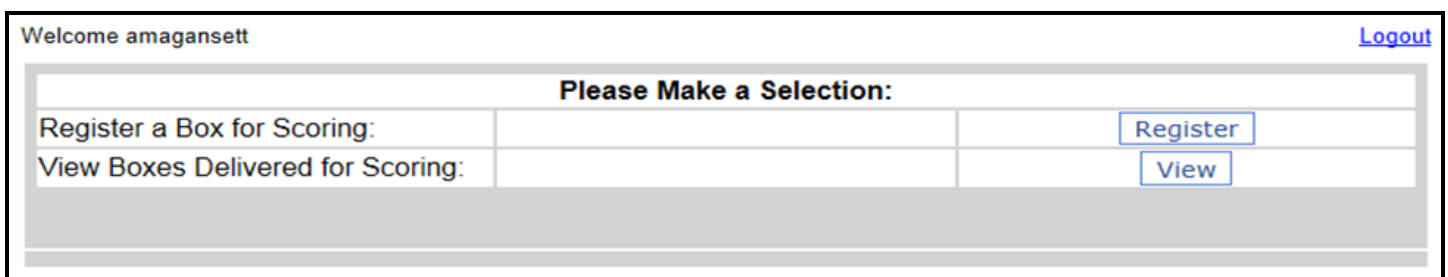 Welcome amagansett Logout
Please Make a Selection:
Register a Box for Scoring: Register
View Boxes Delivered for Scoring: View